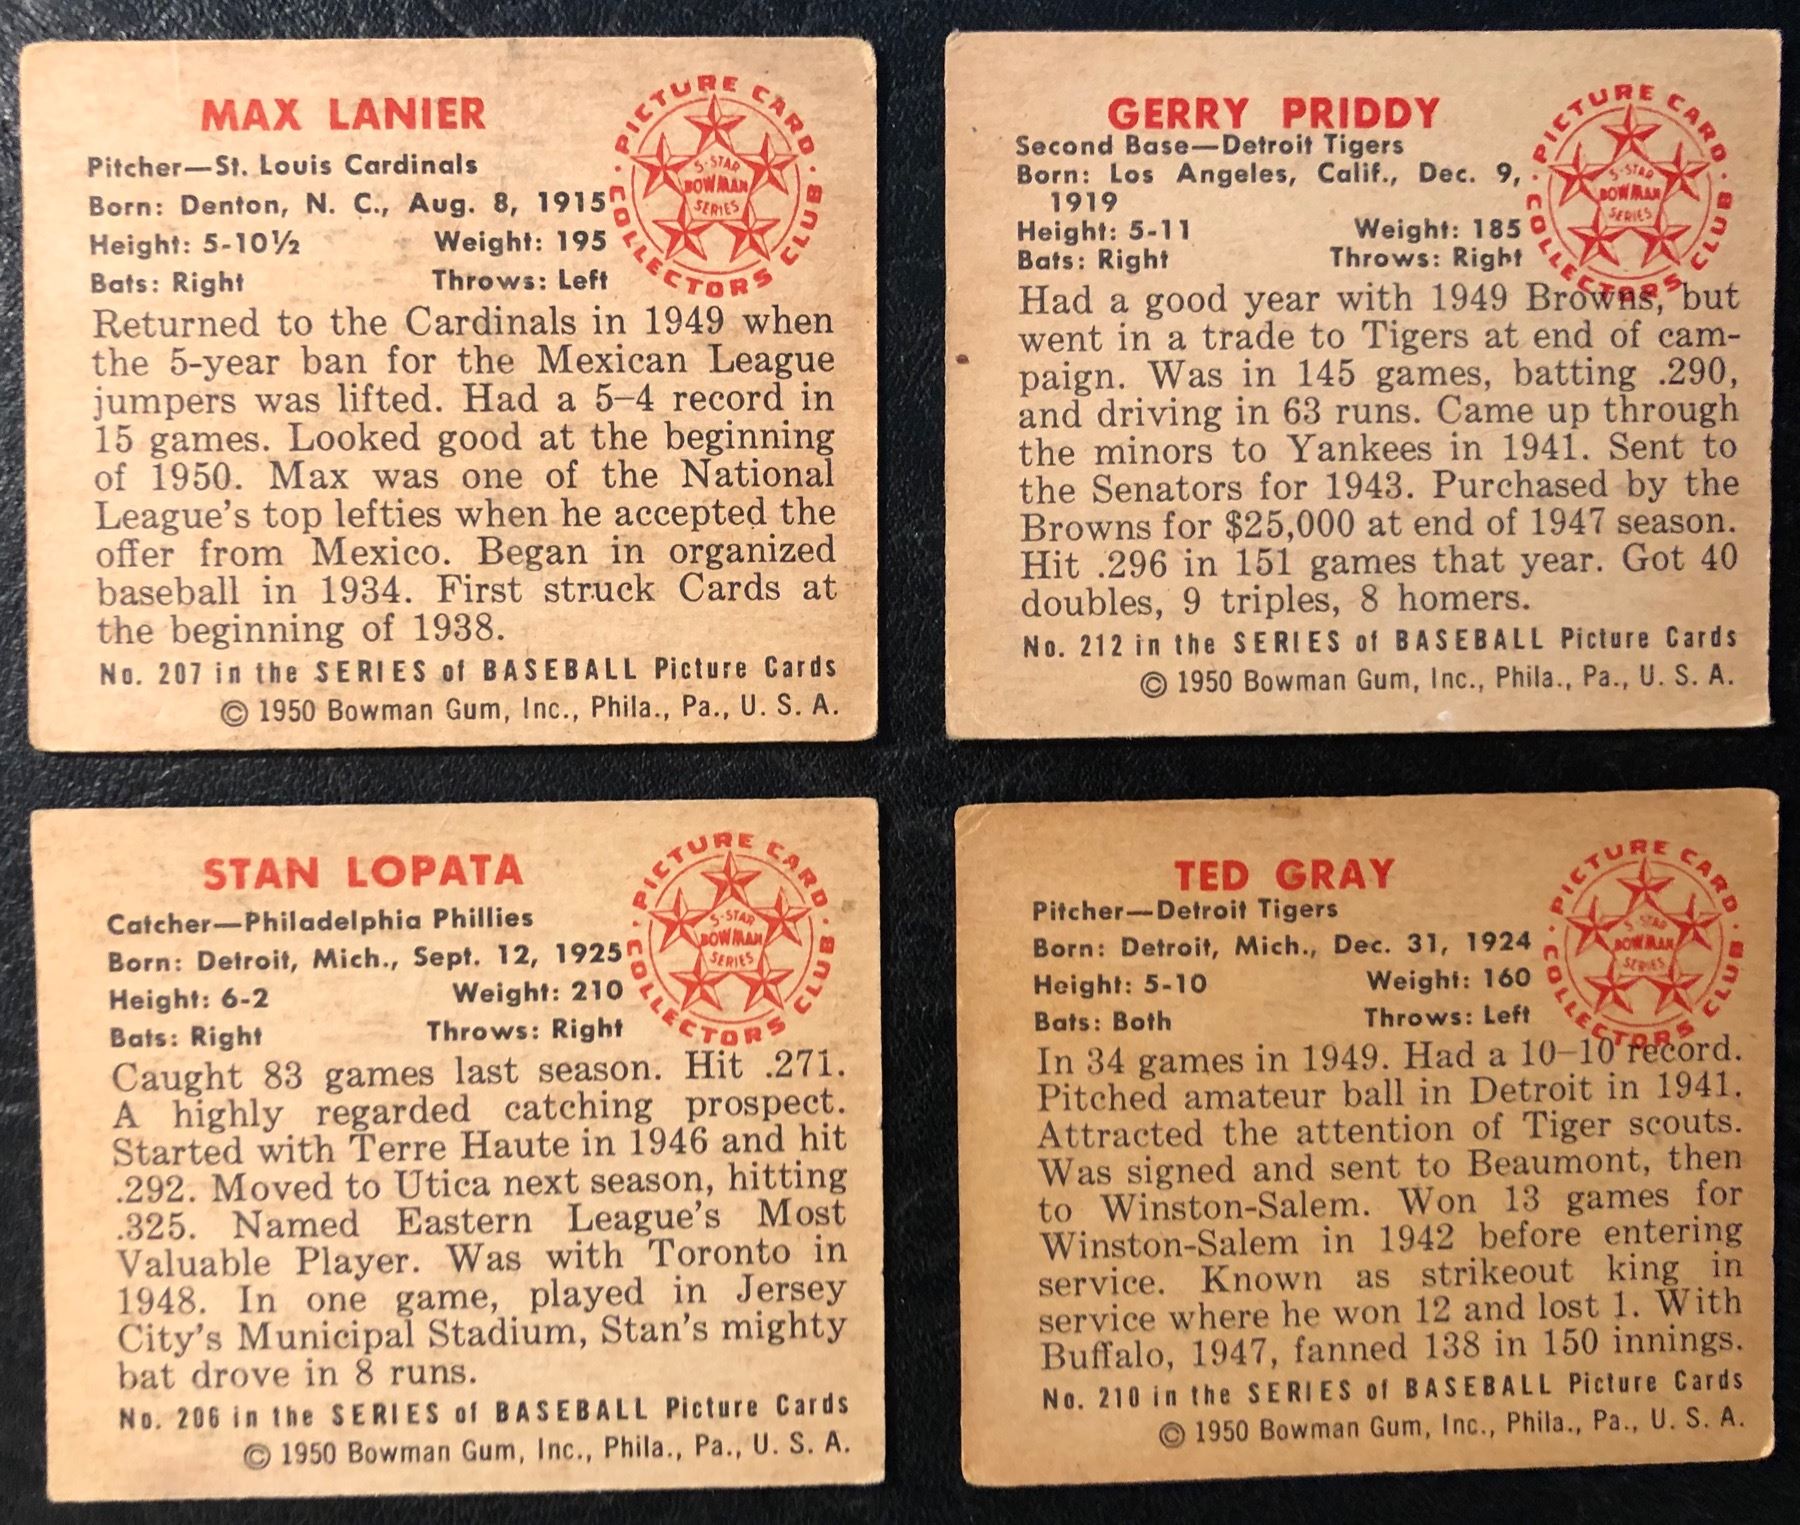 MAX LANIER
Pitcher—St. Louis Cardinals
Born: Denton, N. C., Aug. 8, 1915
Height: 5-10½ Weight: 195
Bats: Right Throws: Left
PICTURE CARD COLLECTORS CLUB
5-STAR
BOWMAN
SERIES
Returned to the Cardinals in 1949 when
the 5-year ban for the Mexican League
jumpers was lifted. Had a 5–4 record in
15 games. Looked good at the beginning
of 1950. Max was one of the National
League's top lefties when he accepted the
offer from Mexico. Began in organized
baseball in 1934. First struck Cards at
the beginning of 1938.
No. 207 in the SERIES of BASEBALL Picture Cards
© 1950 Bowman Gum, Inc., Phila., Pa., U. S. A.
GERRY PRIDDY
Second Base—Detroit Tigers
Born: Los Angeles, Calif., Dec. 9,
1919
Height: 5-11 Weight: 185
Bats: Right Throws: Right
PICTURE CARD COLLECTORS CLUB
5-STAR
BOWMAN
SERIES
Had a good year with 1949 Browns, but
went in a trade to Tigers at end of cam-
paign. Was in 145 games, batting .290,
and driving in 63 runs. Came up through
the minors to Yankees in 1941. Sent to
the Senators for 1943. Purchased by the
Browns for $25,000 at end of 1947 season.
Hit .296 in 151 games that year. Got 40
doubles, 9 triples, 8 homers.
No. 212 in the SERIES of BASEBALL Picture Cards
© 1950 Bowman Gum, Inc., Phila., Pa., U. S. A.
STAN LOPATA
Catcher—Philadelphia Phillies
Born: Detroit, Mich., Sept. 12, 1925
Height: 6-2 Weight: 210
Bats: Right Throws: Right
PICTURE CARD COLLECTORS CLUB
5-STAR
BOWMAN
SERIES
Caught 83 games last season. Hit .271.
A highly regarded catching prospect.
Started with Terre Haute in 1946 and hit
.292. Moved to Utica next season, hitting
.325. Named Eastern League's Most
Valuable Player. Was with Toronto in
1948. In one game, played in Jersey
City's Municipal Stadium, Stan's mighty
bat drove in 8 runs.
No. 206 in the SERIES of BASEBALL Picture Cards
© 1950 Bowman Gum, Inc., Phila., Pa., U. S. A.
TED GRAY
Pitcher—Detroit Tigers
Born: Detroit, Mich., Dec. 31, 1924
Height: 5-10 Weight: 160
Bats: Both Throws: Left
PICTURE CARD COLLECTORS CLUB
5-STAR
BOWMAN
SERIES
In 34 games in 1949. Had a 10–10 record.
Pitched amateur ball in Detroit in 1941.
Attracted the attention of Tiger scouts.
Was signed and sent to Beaumont, then
to Winston-Salem. Won 13 games for
Winston-Salem in 1942 before entering
service. Known as strikeout king in
service where he won 12 and lost 1. With
Buffalo, 1947, fanned 138 in 150 innings.
No. 210 in the SERIES of BASEBALL Picture Cards
© 1950 Bowman Gum, Inc., Phila., Pa., U. S. A.